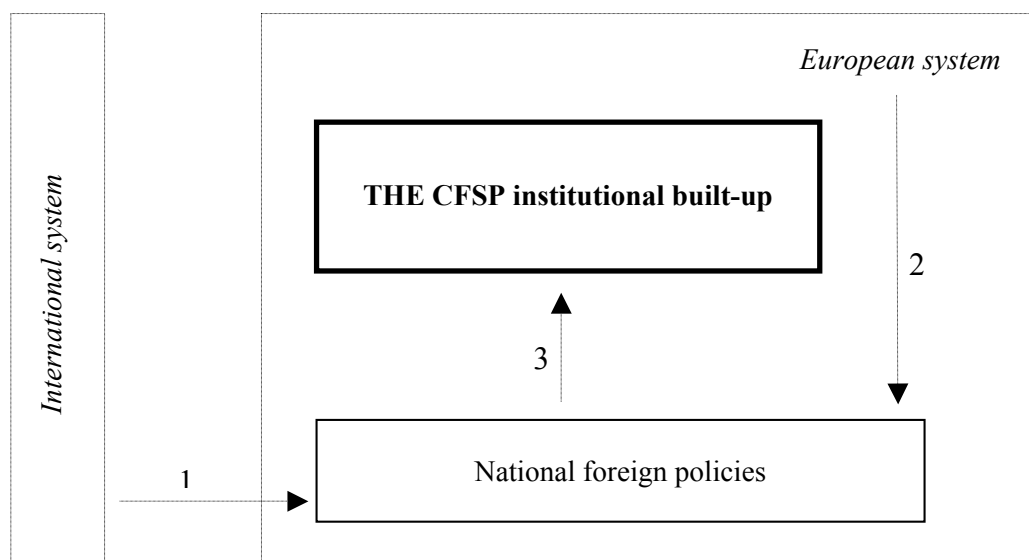 European system
THE CFSP institutional built-up
International system
2
3
National foreign policies
1